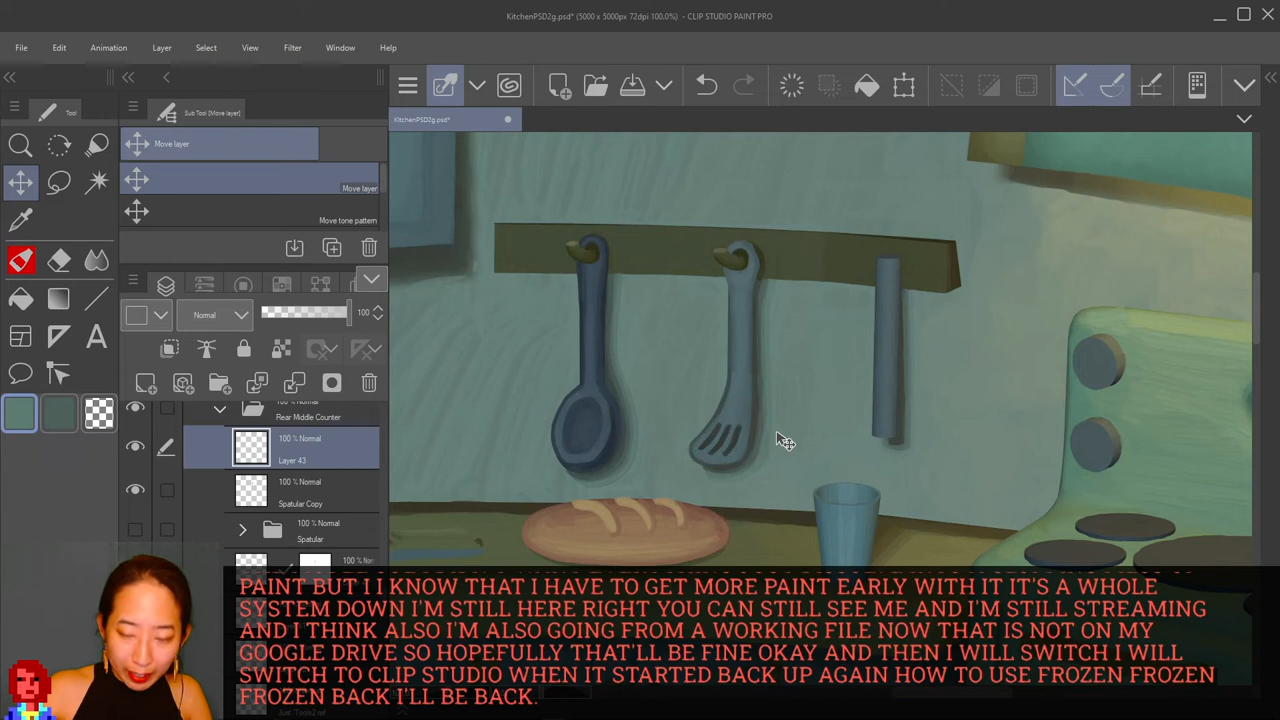 KitchenPSD2g.psd* (5000 x 5000px 72dpi 100.0%) - CLIP STUDIO PAINT PRO
File Edit Animation Layer Select View Filter Window Help
Tool
Sub Tool [Move layer]
KitchenPSD2g.psd*
Move layer
Move layer
Move tone pattern
Normal
100
100 % Normal
Rear Middle Counter
100 % Normal
Layer 43
100 % Normal
Spatular Copy
100 % Normal
Spatular
100 %
PAINT BUT I I KNOW THAT I HAVE TO GET MORE PAINT EARLY WITH IT IT'S A WHOLE
SYSTEM DOWN I'M STILL HERE RIGHT YOU CAN STILL SEE ME AND I'M STILL STREAMING
AND I THINK ALSO I'M ALSO GOING FROM A WORKING FILE NOW THAT IS NOT ON MY
GOOGLE DRIVE SO HOPEFULLY THAT'LL BE FINE OKAY AND THEN I WILL SWITCH I WILL
SWITCH TO CLIP STUDIO WHEN IT STARTED BACK UP AGAIN HOW TO USE FROZEN FROZEN
FROZEN BACK I'LL BE BACK.